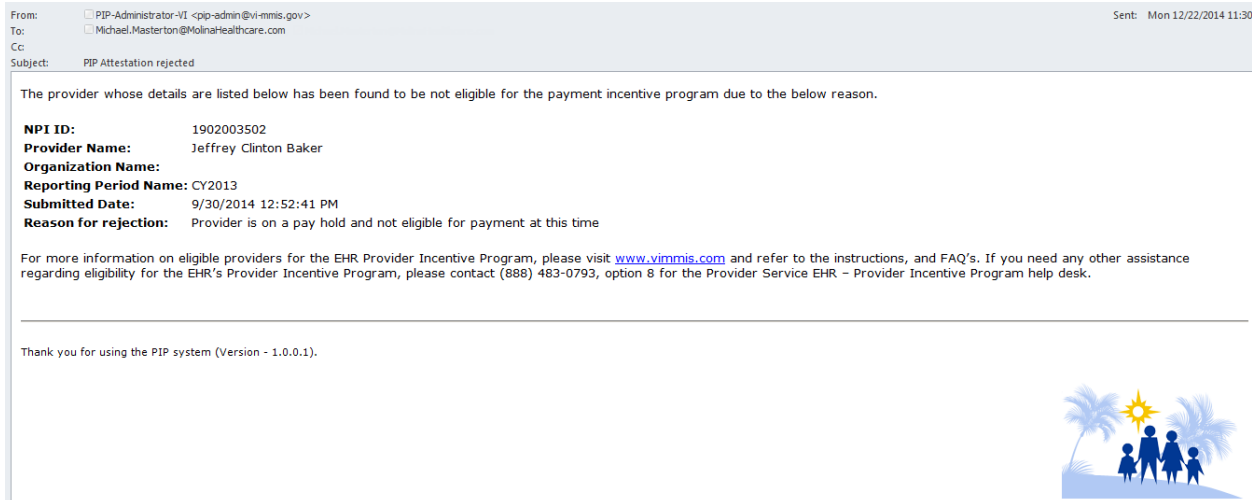 From: PIP-Administrator-VI <pip-admin@vi-mmis.gov> Sent: Mon 12/22/2014 11:30
To: Michael.Masterton@MolinaHealthcare.com
Cc:
Subject: PIP Attestation rejected
The provider whose details are listed below has been found to be not eligible for the payment incentive program due to the below reason.
NPI ID: 1902003502
Provider Name: Jeffrey Clinton Baker
Organization Name:
Reporting Period Name: CY2013
Submitted Date: 9/30/2014 12:52:41 PM
Reason for rejection: Provider is on a pay hold and not eligible for payment at this time
For more information on eligible providers for the EHR Provider Incentive Program, please visit www.vimmis.com and refer to the instructions, and FAQ's. If you need any other assistance
regarding eligibility for the EHR's Provider Incentive Program, please contact (888) 483-0793, option 8 for the Provider Service EHR – Provider Incentive Program help desk.
Thank you for using the PIP system (Version - 1.0.0.1).